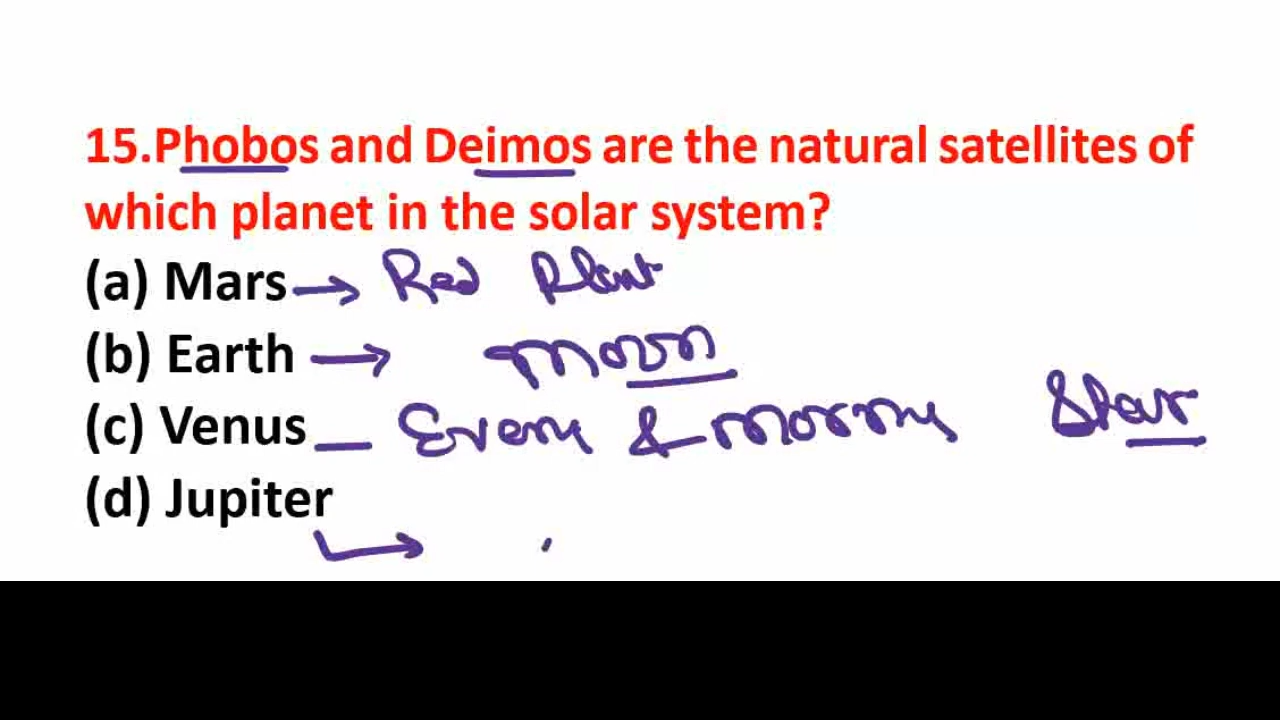 15.Phobos and Deimos are the natural satellites of
which planet in the solar system?
(a) Mars → Red Plant
(b) Earth → moon
(c) Venus — Eveng & morning Star
(d) Jupiter